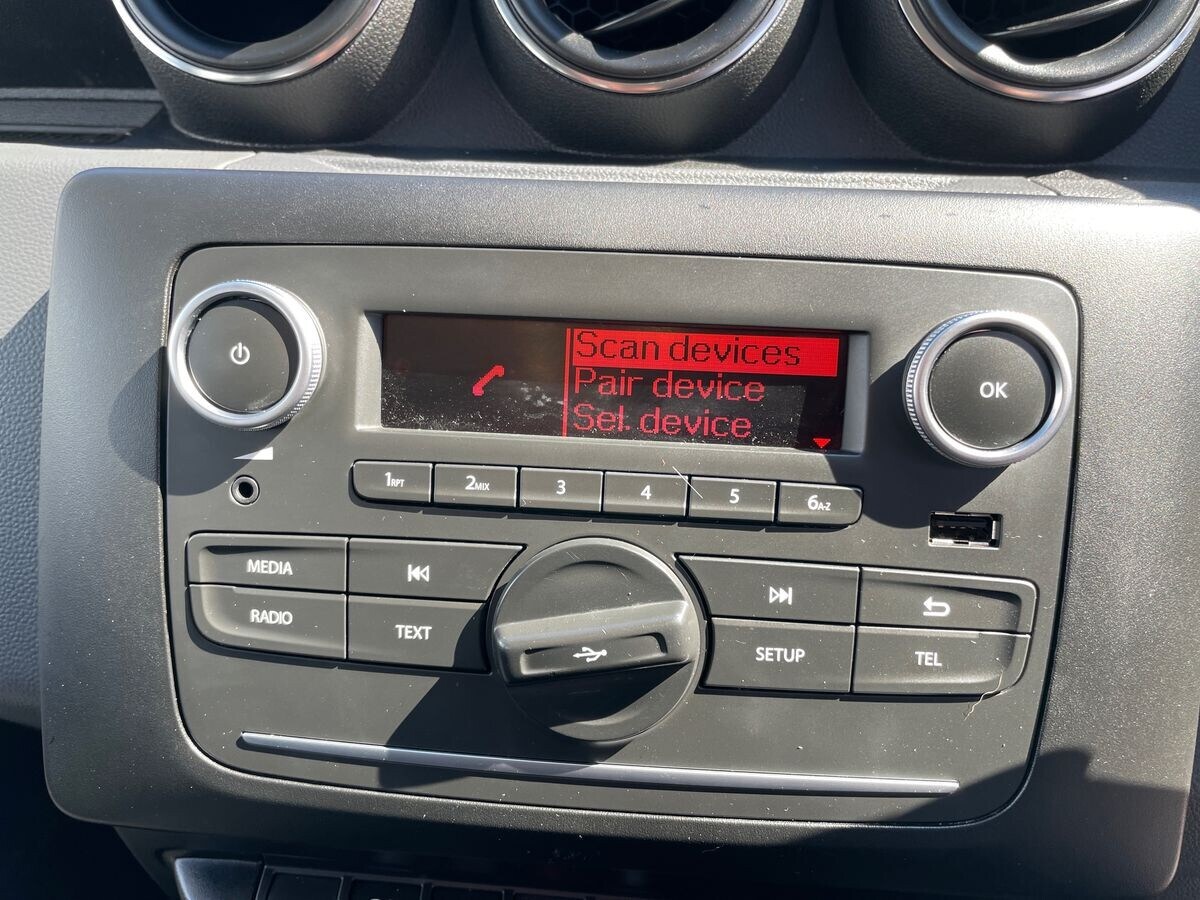 Scan devices
Pair device
Sel. device
OK
1RPT
2MIX
3
4
5
6A-Z
MEDIA
RADIO
TEXT
SETUP
TEL